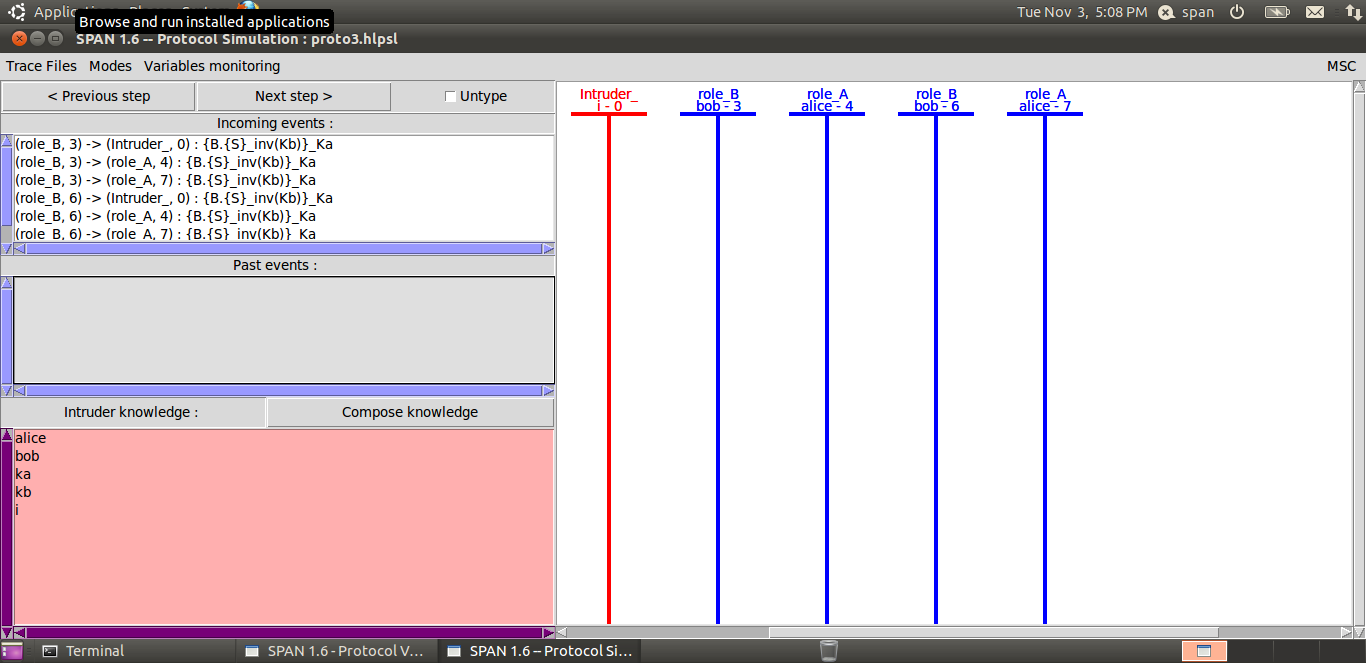 Tue Nov 3, 5:08 PM span
Browse and run installed applications
SPAN 1.6 -- Protocol Simulation : proto3.hlpsl
Trace Files Modes Variables monitoring MSC
< Previous step Next step > Untype
Incoming events :
(role_B, 3) -> (Intruder_, 0) : {B.{S}_inv(Kb)}_Ka
(role_B, 3) -> (role_A, 4) : {B.{S}_inv(Kb)}_Ka
(role_B, 3) -> (role_A, 7) : {B.{S}_inv(Kb)}_Ka
(role_B, 6) -> (Intruder_, 0) : {B.{S}_inv(Kb)}_Ka
(role_B, 6) -> (role_A, 4) : {B.{S}_inv(Kb)}_Ka
(role_B, 6) -> (role_A, 7) : {B.{S}_inv(Kb)}_Ka
Past events :
Intruder knowledge : Compose knowledge
alice
bob
ka
kb
i
Intruder_ role_B role_A role_B role_A
i - 0 bob - 3 alice - 4 bob - 6 alice - 7
Terminal SPAN 1.6 - Protocol V... SPAN 1.6 -- Protocol Si...